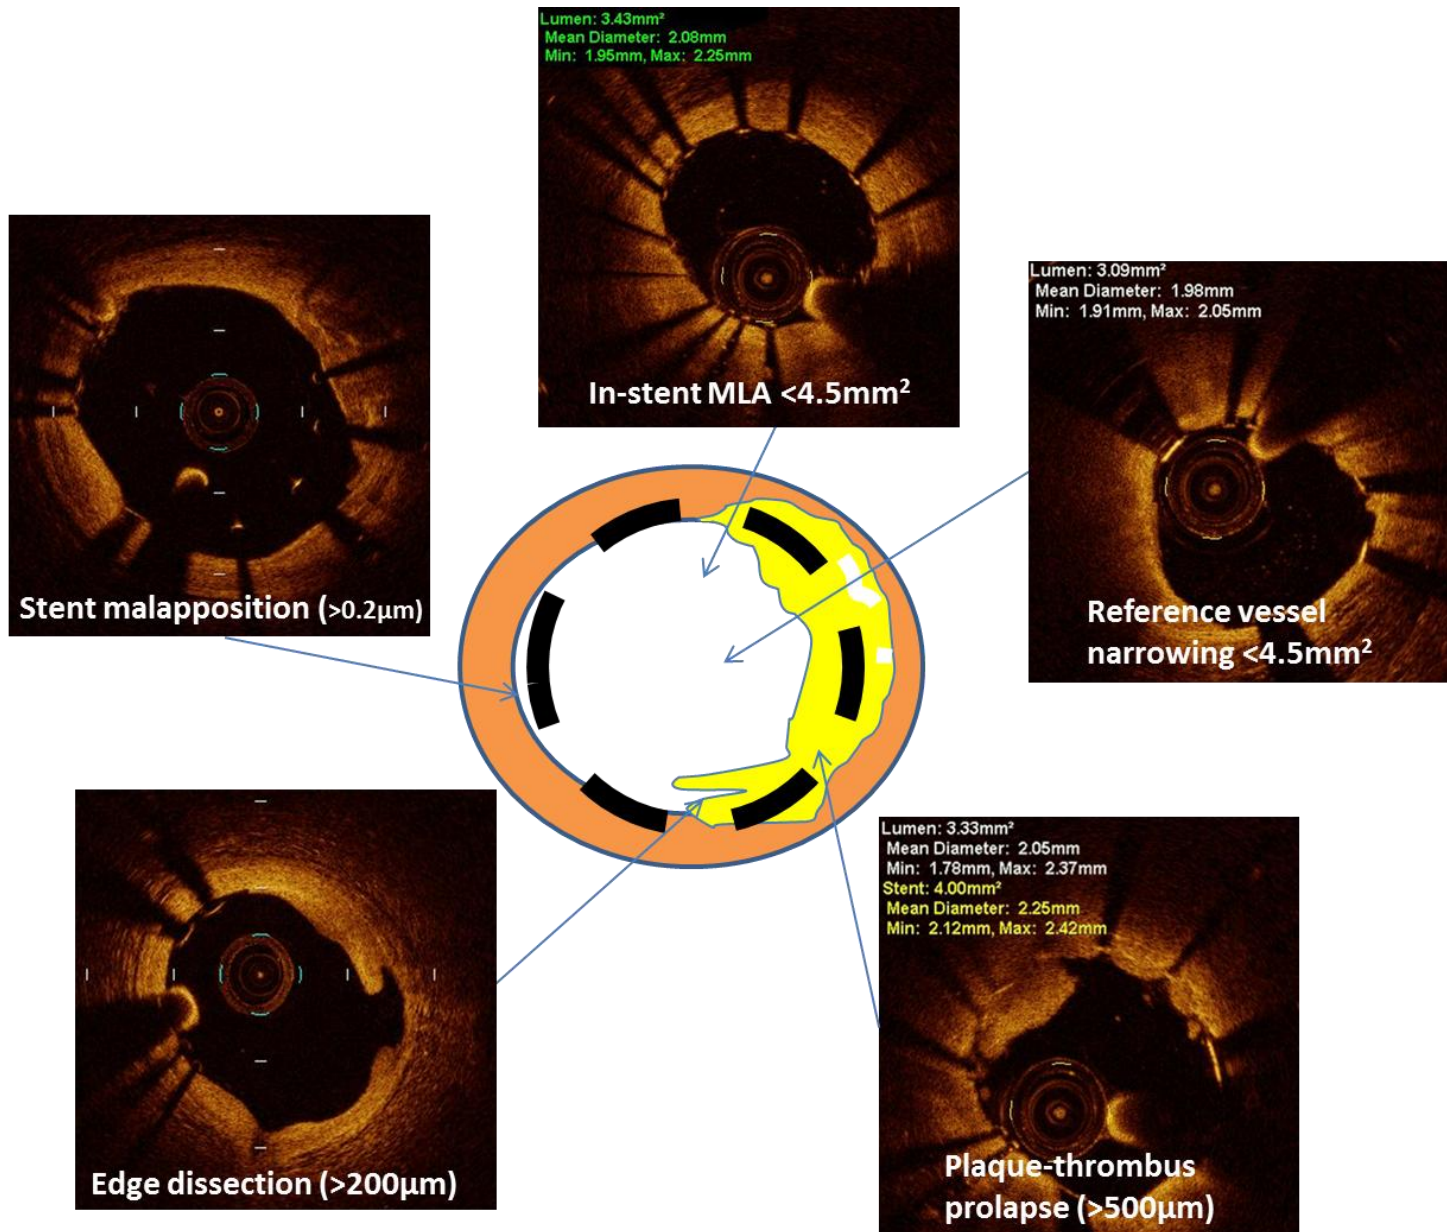 Lumen: 3.43mm²
Mean Diameter: 2.08mm
Min: 1.95mm, Max: 2.25mm
In-stent MLA <4.5mm²
Stent malapposition (>0.2µm)
Lumen: 3.09mm²
Mean Diameter: 1.98mm
Min: 1.91mm, Max: 2.05mm
Reference vessel
narrowing <4.5mm²
Edge dissection (>200µm)
Lumen: 3.33mm²
Mean Diameter: 2.05mm
Min: 1.78mm, Max: 2.37mm
Stent: 4.00mm²
Mean Diameter: 2.25mm
Min: 2.12mm, Max: 2.42mm
Plaque-thrombus
prolapse (>500µm)